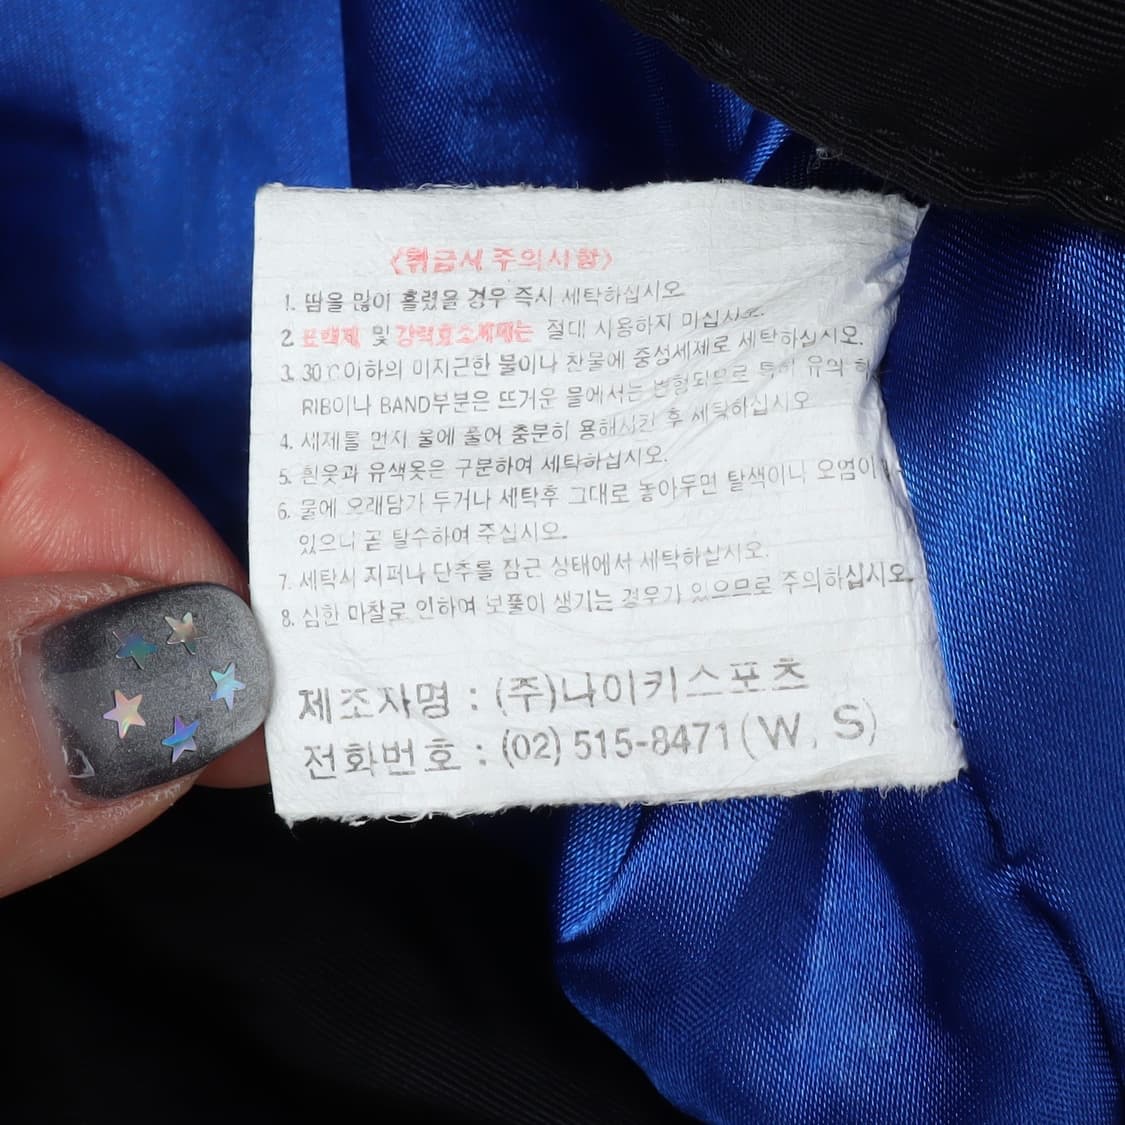 <취급시 주의사항>
1. 땀을 많이 흘렸을 경우 즉시 세탁하십시오
2. 표백제 및 강력효소세제는 절대 사용하지 마십시오.
3. 30℃이하의 미지근한 물이나 찬물에 중성세제로 세탁하십시오.
RIB이나 BAND부분은 뜨거운 물에서는 변형되므로 특히 유의
4. 세제를 먼저 물에 풀어 충분히 용해시킨 후 세탁하십시오
5. 흰옷과 유색옷은 구분하여 세탁하십시오.
6. 물에 오래담가 두거나 세탁후 그대로 놓아두면 탈색이나 오염이
있으니 곧 탈수하여 주십시오.
7. 세탁시 지퍼나 단추를 잠근 상태에서 세탁하십시오.
8. 심한 마찰로 인하여 보풀이 생기는 경우가 있으므로 주의하십시오.
제조자명 : (주)나이키스포츠
전화번호 : (02) 515-8471(W, S)